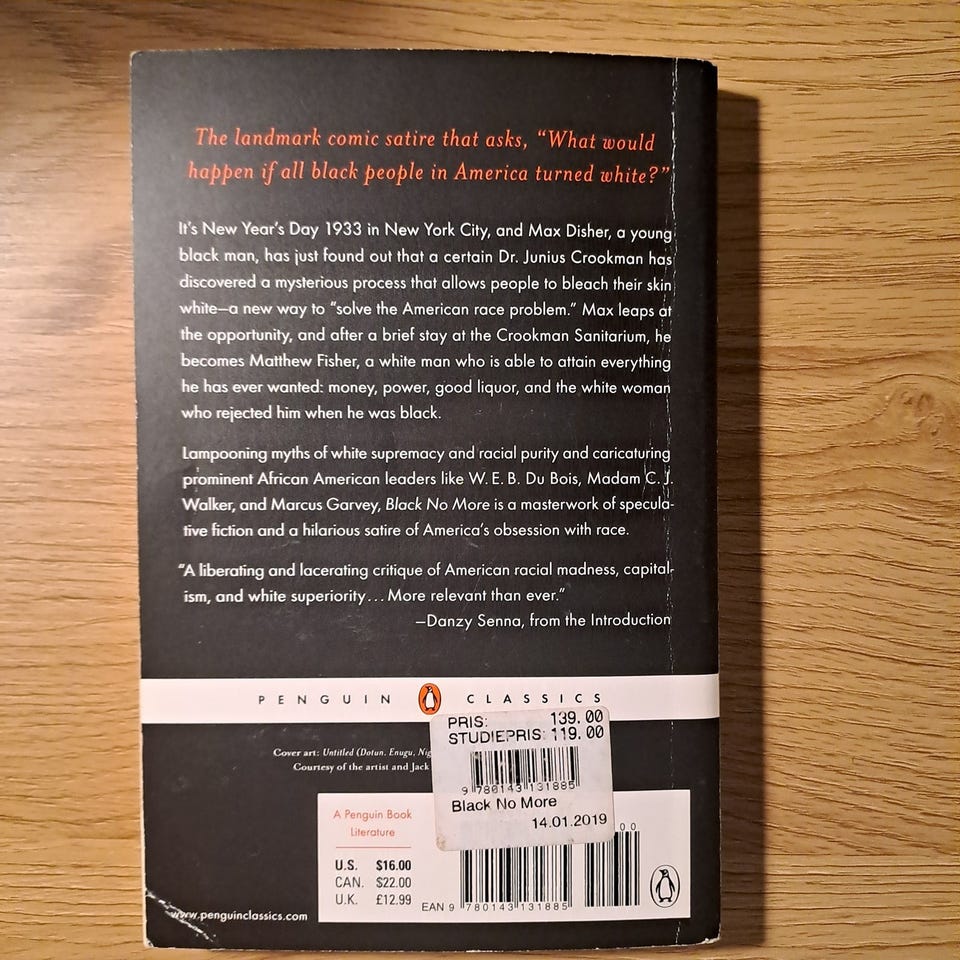 The landmark comic satire that asks, “What would
happen if all black people in America turned white?”
It’s New Year’s Day 1933 in New York City, and Max Disher, a young
black man, has just found out that a certain Dr. Junius Crookman has
discovered a mysterious process that allows people to bleach their skin
white—a new way to “solve the American race problem.” Max leaps at
the opportunity, and after a brief stay at the Crookman Sanitarium, he
becomes Matthew Fisher, a white man who is able to attain everything
he has ever wanted: money, power, good liquor, and the white woman
who rejected him when he was black.
Lampooning myths of white supremacy and racial purity and caricaturing
prominent African American leaders like W. E. B. Du Bois, Madam C. J.
Walker, and Marcus Garvey, Black No More is a masterwork of specula-
tive fiction and a hilarious satire of America’s obsession with race.
“A liberating and lacerating critique of American racial madness, capital-
ism, and white superiority . . . More relevant than ever.”
—Danzy Senna, from the Introduction
PENGUIN CLASSICS
PRIS: 139.00
STUDIEPRIS: 119.00
9 780143 131885
Black No More
14.01.2019
Cover art: Untitled (Dotun, Enugu,
Courtesy of the artist and Jack
A Penguin Book
Literature
U.S. $16.00
CAN. $22.00
U.K. £12.99
EAN 9 780143 131885
00
www.penguinclassics.com